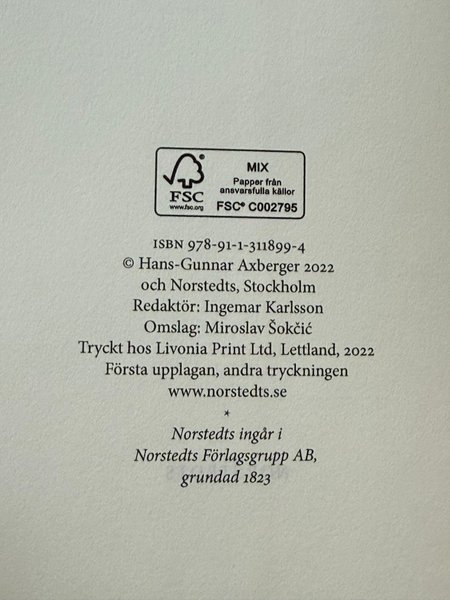 MIX
Papper från
ansvarsfulla källor
FSC
www.fsc.org
FSC® C002795
ISBN 978-91-1-311899-4
© Hans-Gunnar Axberger 2022
och Norstedts, Stockholm
Redaktör: Ingemar Karlsson
Omslag: Miroslav Šokčić
Tryckt hos Livonia Print Ltd, Lettland, 2022
Första upplagan, andra tryckningen
www.norstedts.se
*
Norstedts ingår i
Norstedts Förlagsgrupp AB,
grundad 1823